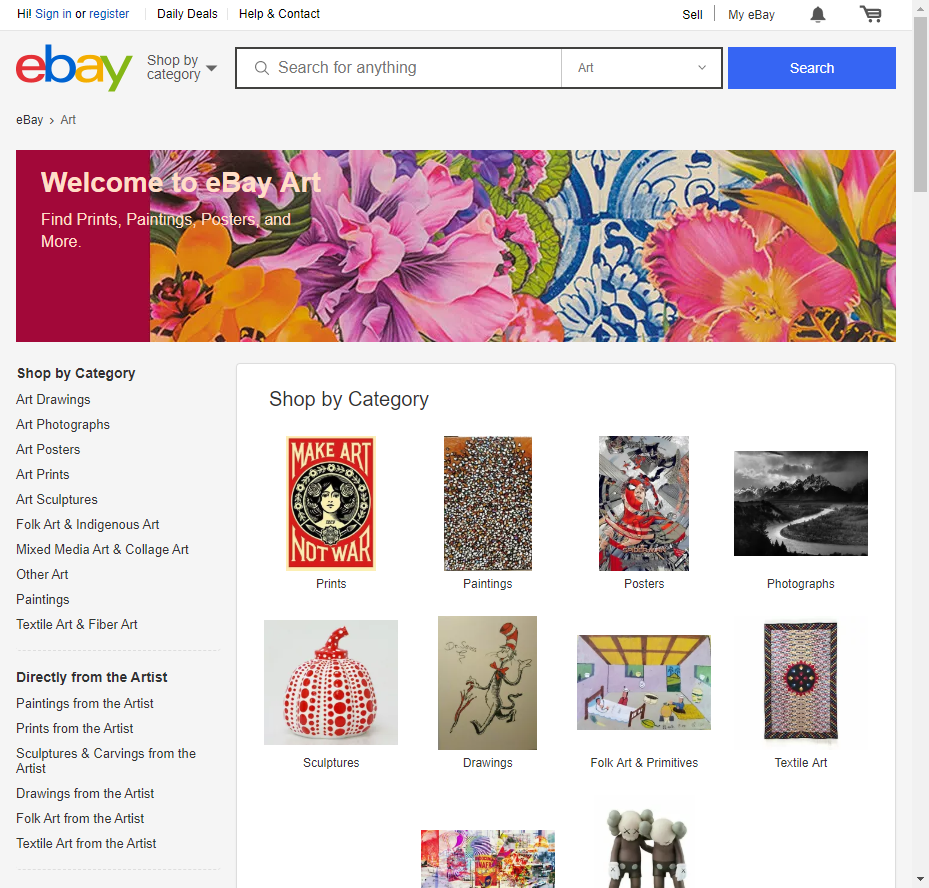 Hi! Sign in or register
Daily Deals
Help & Contact
Sell
My eBay
ebay
Shop by
category
Search for anything
Art
Search
eBay > Art
Welcome to eBay Art
Find Prints, Paintings, Posters, and
More.
Shop by Category
Art Drawings
Art Photographs
Art Posters
Art Prints
Art Sculptures
Folk Art & Indigenous Art
Mixed Media Art & Collage Art
Other Art
Paintings
Textile Art & Fiber Art
Directly from the Artist
Paintings from the Artist
Prints from the Artist
Sculptures & Carvings from the
Artist
Drawings from the Artist
Folk Art from the Artist
Textile Art from the Artist
Shop by Category
MAKE ART
NOT WAR
Prints
Paintings
Posters
Photographs
Dr. Seuss
Sculptures
Drawings
Folk Art & Primitives
Textile Art